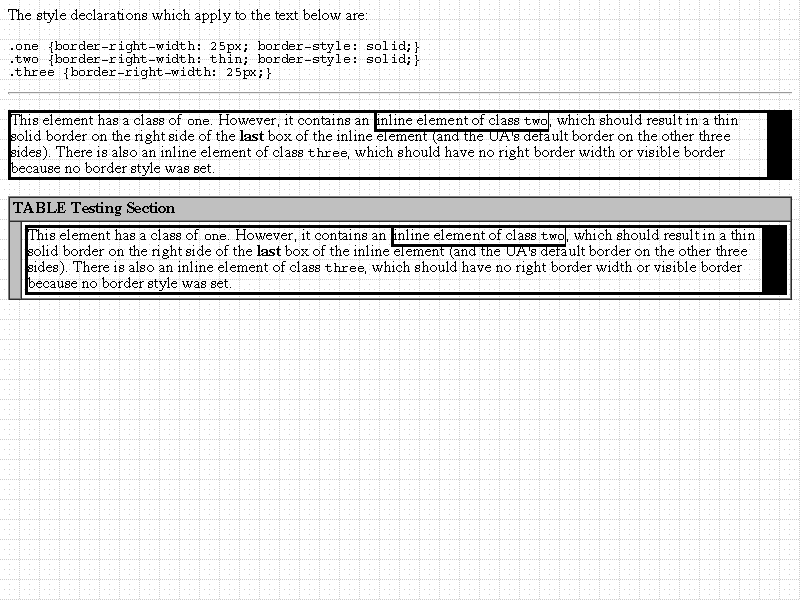 The style declarations which apply to the text below are:
.one {border-right-width: 25px; border-style: solid;}
.two {border-right-width: thin; border-style: solid;}
.three {border-right-width: 25px;}
This element has a class of one. However, it contains an inline element of class two, which should result in a thin
solid border on the right side of the last box of the inline element (and the UA's default border on the other three
sides). There is also an inline element of class three, which should have no right border width or visible border
because no border style was set.
TABLE Testing Section
This element has a class of one. However, it contains an inline element of class two, which should result in a thin
solid border on the right side of the last box of the inline element (and the UA's default border on the other three
sides). There is also an inline element of class three, which should have no right border width or visible border
because no border style was set.